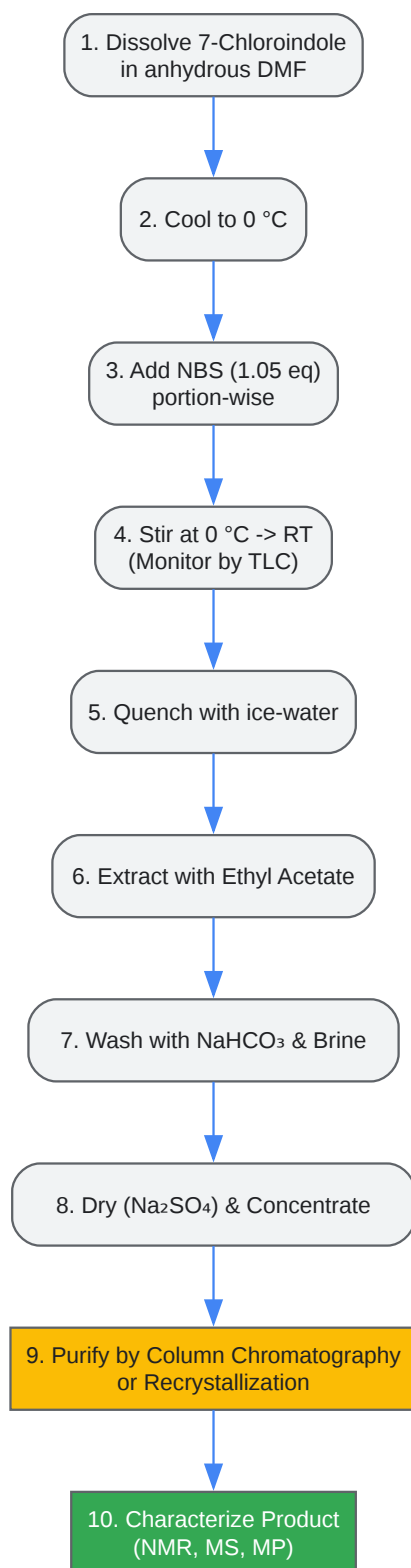 1. Dissolve 7-Chloroindole
in anhydrous DMF
2. Cool to 0 °C
3. Add NBS (1.05 eq)
portion-wise
4. Stir at 0 °C -> RT
(Monitor by TLC)
5. Quench with ice-water
6. Extract with Ethyl Acetate
7. Wash with NaHCO₃ & Brine
8. Dry (Na₂SO₄) & Concentrate
9. Purify by Column Chromatography
or Recrystallization
10. Characterize Product
(NMR, MS, MP)